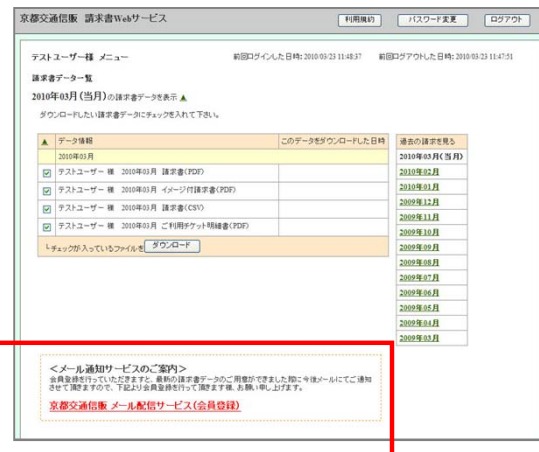 京都交通信販 請求書Webサービス
利用規約 パスワード変更 ログアウト
テストユーザー様 メニュー
前回ログインした日時：2010/03/23 11:48:37 前回ログアウトした日時：2010/03/23 11:47:51
請求書データ一覧
2010年03月(当月)の請求書データを表示 ▲
ダウンロードしたい請求書データにチェックを入れて下さい。
▲ データ情報 このデータをダウンロードした日時
2010年03月
テストユーザー 様 2010年03月 請求書(PDF)
テストユーザー 様 2010年03月 イメージ付請求書(PDF)
テストユーザー 様 2010年03月 請求書(CSV)
テストユーザー 様 2010年03月 ご利用チケット明細書(PDF)
└チェックが入っているファイルを ダウンロード
過去の請求を見る
2010年03月(当月)
2010年02月
2010年01月
2009年12月
2009年11月
2009年10月
2009年09月
2009年08月
2009年07月
2009年06月
2009年05月
2009年04月
2009年03月
＜メール通知サービスのご案内＞
会員登録を行っていただきますと、最新の請求書データのご用意ができました際に今後メールにてご通知
させて頂きますので、下記より会員登録を行って頂きます様、お願い申し上げます。
京都交通信販 メール配信サービス(会員登録)